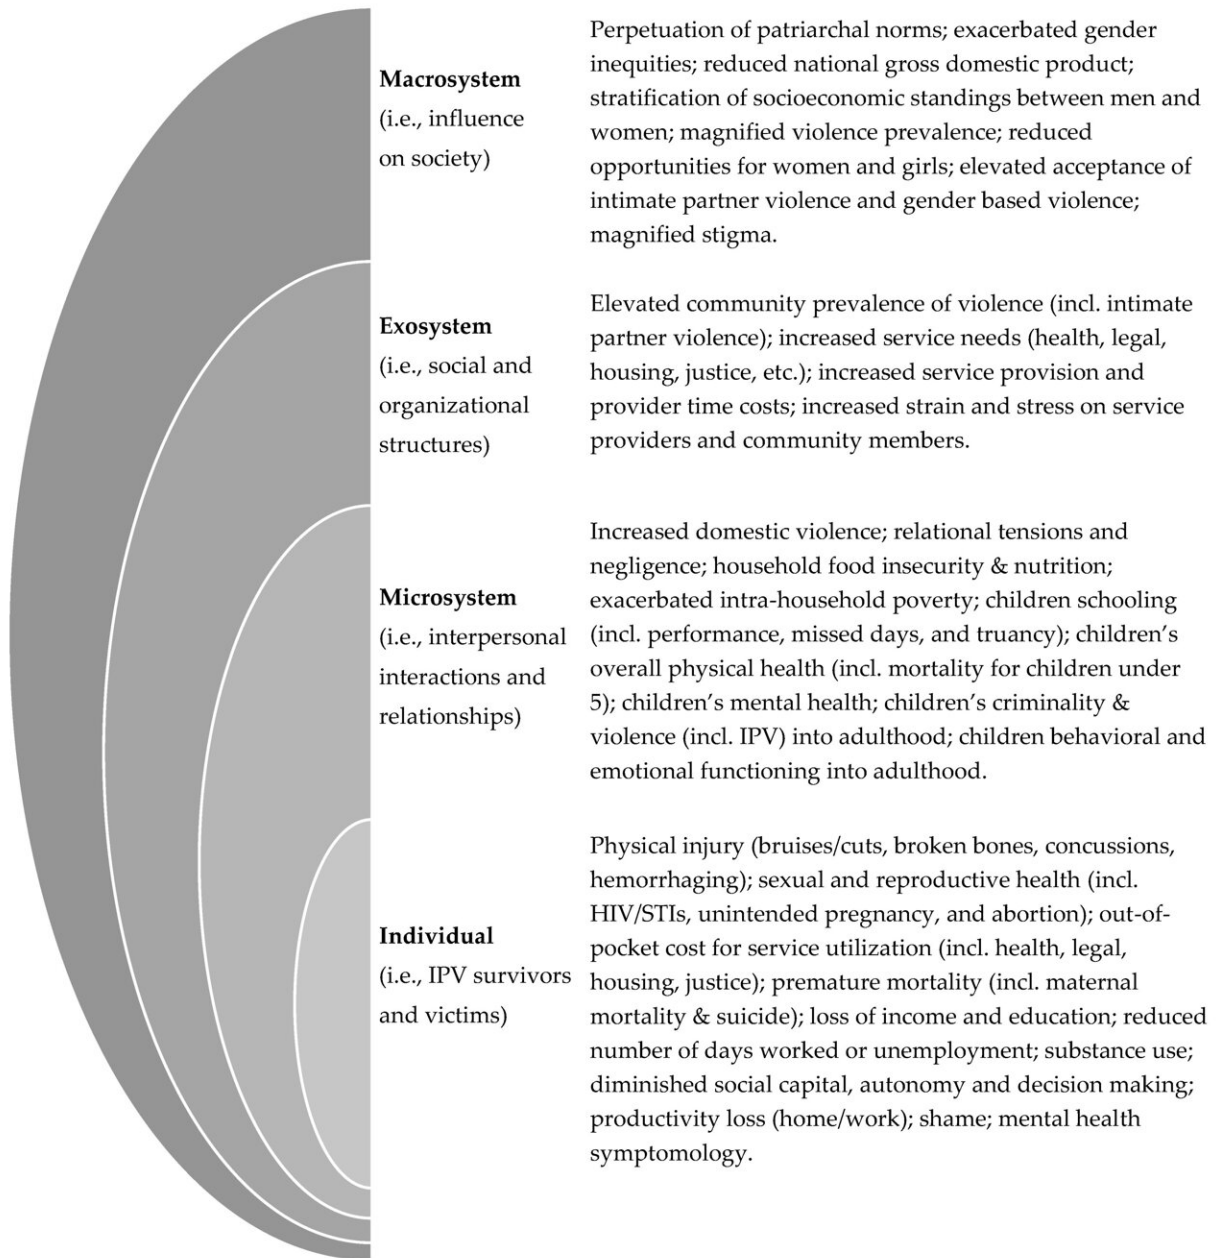 Macrosystem
(i.e., influence
on society)
Perpetuation of patriarchal norms; exacerbated gender
inequities; reduced national gross domestic product;
stratification of socioeconomic standings between men and
women; magnified violence prevalence; reduced
opportunities for women and girls; elevated acceptance of
intimate partner violence and gender based violence;
magnified stigma.
Exosystem
(i.e., social and
organizational
structures)
Elevated community prevalence of violence (incl. intimate
partner violence); increased service needs (health, legal,
housing, justice, etc.); increased service provision and
provider time costs; increased strain and stress on service
providers and community members.
Microsystem
(i.e., interpersonal
interactions and
relationships)
Increased domestic violence; relational tensions and
negligence; household food insecurity & nutrition;
exacerbated intra-household poverty; children schooling
(incl. performance, missed days, and truancy); children’s
overall physical health (incl. mortality for children under
5); children’s mental health; children’s criminality &
violence (incl. IPV) into adulthood; children behavioral and
emotional functioning into adulthood.
Individual
(i.e., IPV survivors
and victims)
Physical injury (bruises/cuts, broken bones, concussions,
hemorrhaging); sexual and reproductive health (incl.
HIV/STIs, unintended pregnancy, and abortion); out-of-
pocket cost for service utilization (incl. health, legal,
housing, justice); premature mortality (incl. maternal
mortality & suicide); loss of income and education; reduced
number of days worked or unemployment; substance use;
diminished social capital, autonomy and decision making;
productivity loss (home/work); shame; mental health
symptomology.